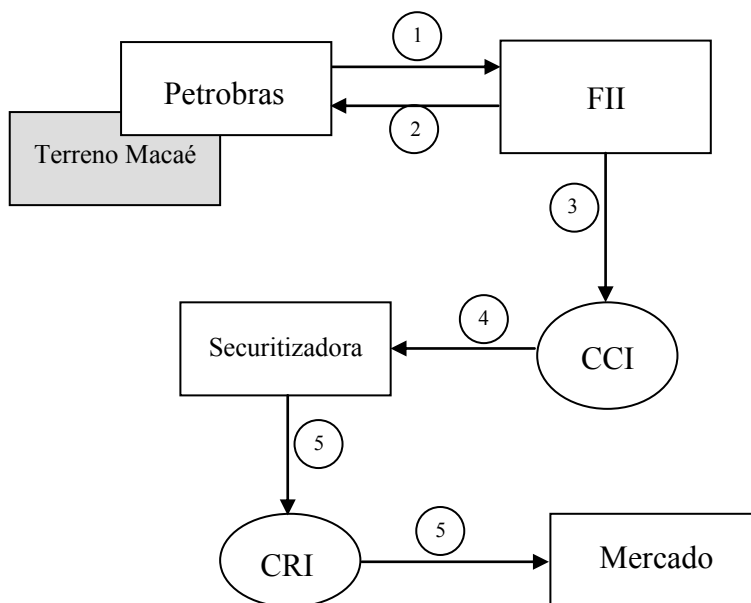 1
Petrobras
FII
2
Terreno Macaé
3
4
Securitizadora
CCI
5
5
CRI
Mercado